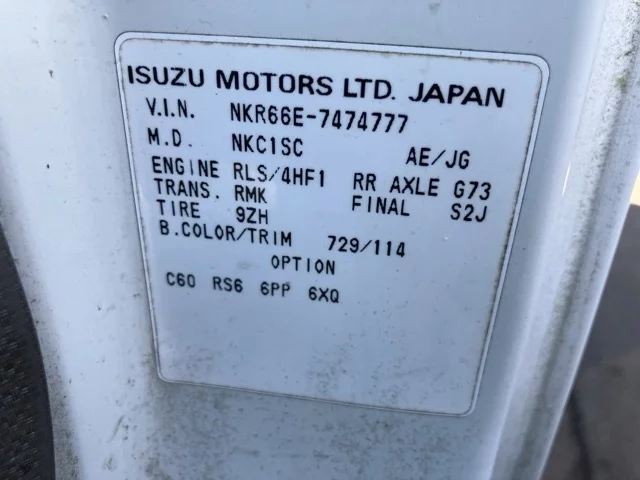 ISUZU MOTORS LTD. JAPAN
V.I.N. NKR66E-7474777
M.D. NKC1SC AE/JG
ENGINE RLS/4HF1 RR AXLE G73
TRANS. RMK FINAL S2J
TIRE 9ZH
B.COLOR/TRIM 729/114
OPTION
C60 RS6 6PP 6XQ